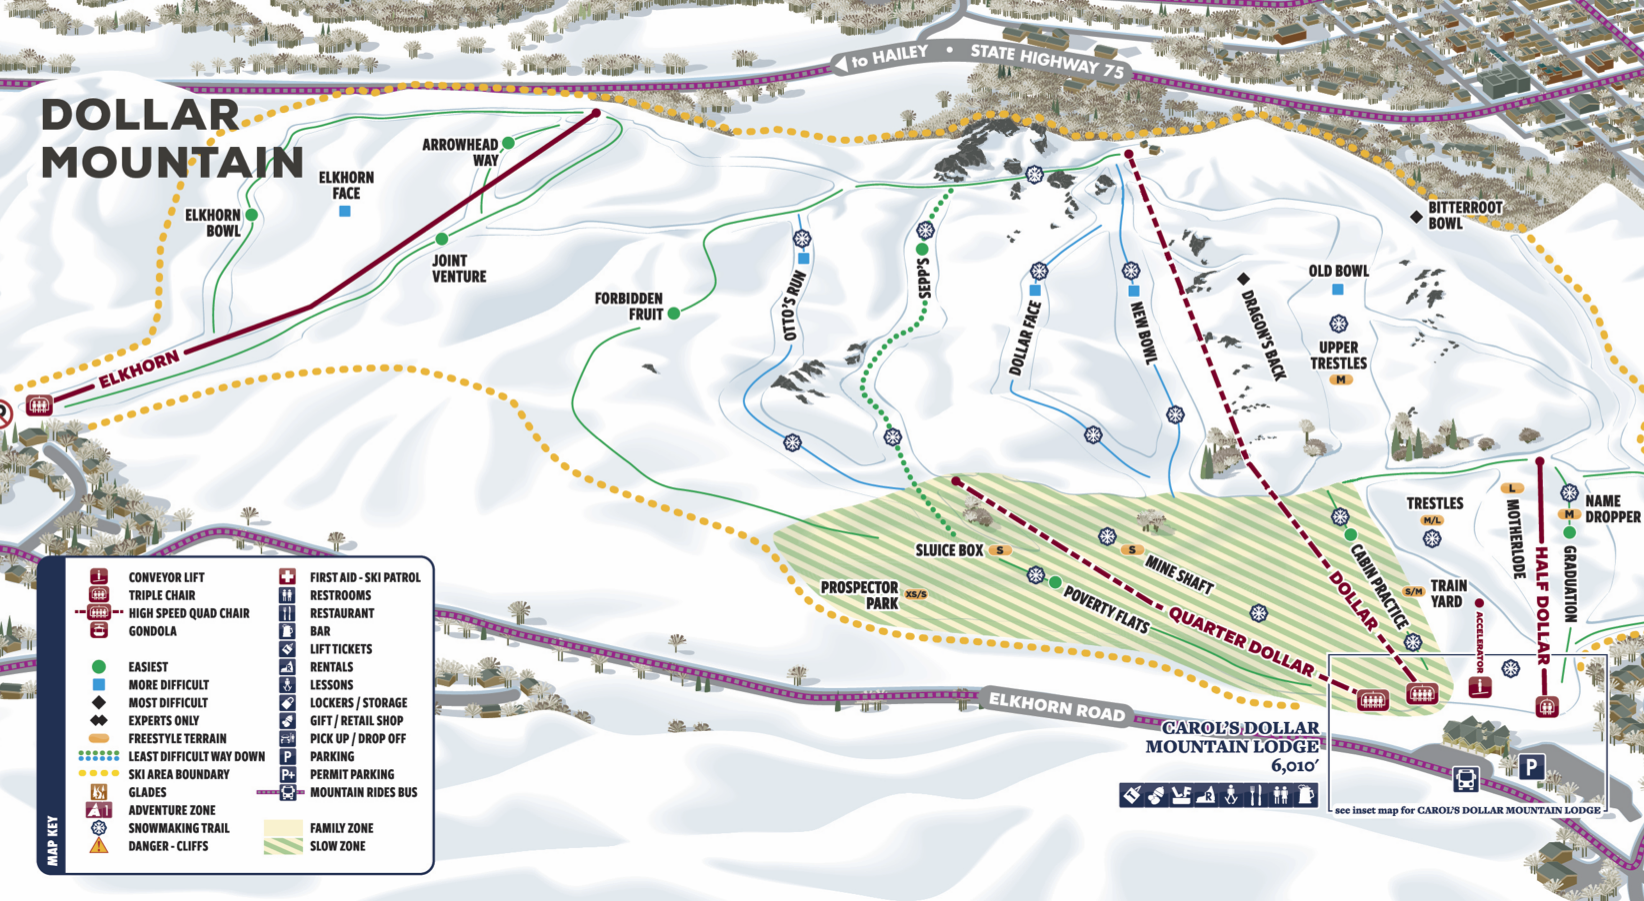 DOLLAR
MOUNTAIN
to HAILEY • STATE HIGHWAY 75
ARROWHEAD
WAY
ELKHORN
FACE
ELKHORN
BOWL
JOINT
VENTURE
ELKHORN
FORBIDDEN
FRUIT
OTTO'S RUN
SEPP'S
DOLLAR FACE
NEW BOWL
DRAGON'S BACK
BITTERROOT
BOWL
OLD BOWL
UPPER
TRESTLES
M
TRESTLES
M/L
L
MOTHERLODE
NAME
DROPPER
M
GRADUATION
HALF DOLLAR
TRAIN
YARD
S/M
ACCELERATOR
CABIN PRACTICE
DOLLAR
SLUICE BOX
S
S
MINE SHAFT
PROSPECTOR
PARK
XS/S
POVERTY FLATS
QUARTER DOLLAR
ELKHORN ROAD
CAROL'S DOLLAR
MOUNTAIN LODGE
6,010'
R
P
see inset map for CAROL'S DOLLAR MOUNTAIN LODGE
MAP KEY
CONVEYOR LIFT
TRIPLE CHAIR
HIGH SPEED QUAD CHAIR
GONDOLA
EASIEST
MORE DIFFICULT
MOST DIFFICULT
EXPERTS ONLY
FREESTYLE TERRAIN
LEAST DIFFICULT WAY DOWN
SKI AREA BOUNDARY
GLADES
ADVENTURE ZONE
SNOWMAKING TRAIL
DANGER - CLIFFS
FIRST AID - SKI PATROL
RESTROOMS
RESTAURANT
BAR
LIFT TICKETS
RENTALS
LESSONS
LOCKERS / STORAGE
GIFT / RETAIL SHOP
PICK UP / DROP OFF
P
PARKING
P+
PERMIT PARKING
MOUNTAIN RIDES BUS
FAMILY ZONE
SLOW ZONE